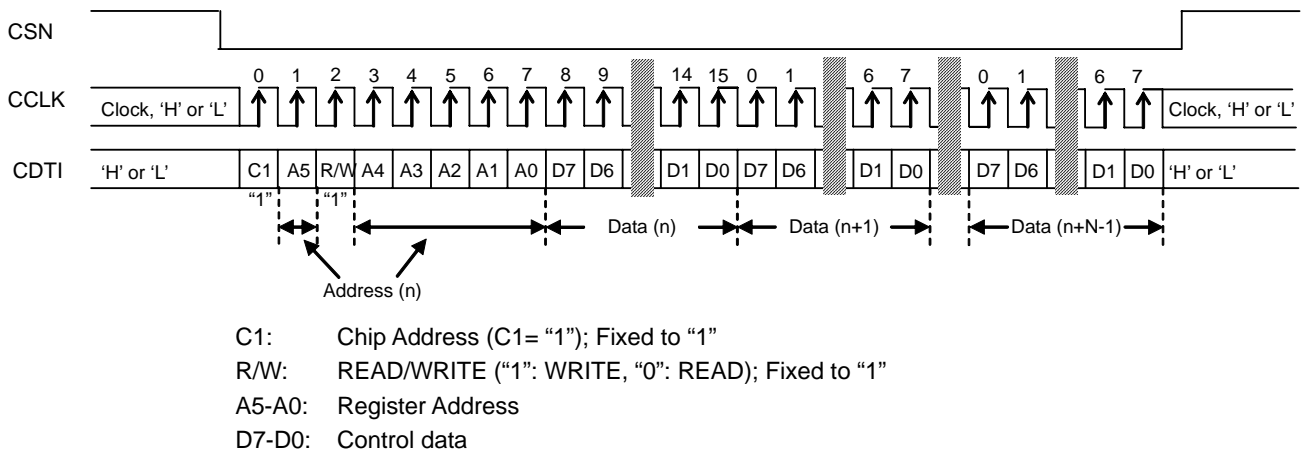 CSN
0 1 2 3 4 5 6 7 8 9 14 15 0 1 6 7 0 1 6 7
CCLK Clock, 'H' or 'L' Clock, 'H' or 'L'
CDTI 'H' or 'L' C1 A5 R/W A4 A3 A2 A1 A0 D7 D6 D1 D0 D7 D6 D1 D0 D7 D6 D1 D0 'H' or 'L'
“1” “1”
Data (n) Data (n+1) Data (n+N-1)
Address (n)
C1: Chip Address (C1= “1”); Fixed to “1”
R/W: READ/WRITE (“1”: WRITE, “0”: READ); Fixed to “1”
A5-A0: Register Address
D7-D0: Control data